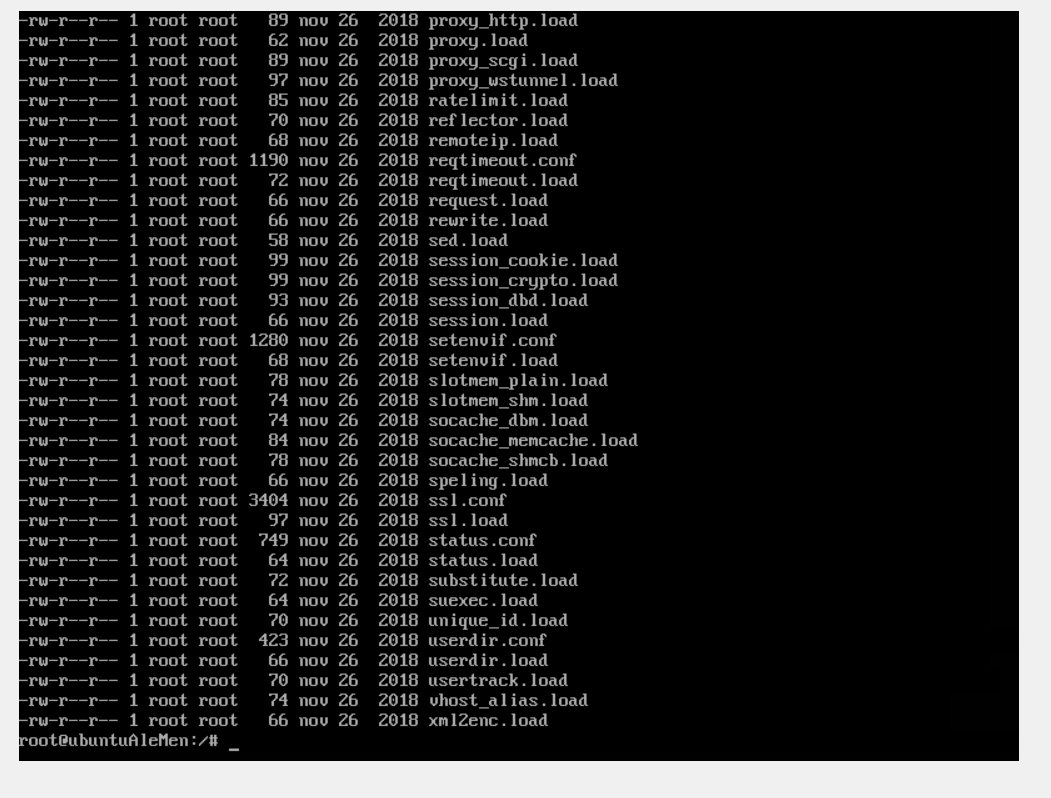 -rw-r--r-- 1 root root   89 nov 26  2018 proxy_http.load
-rw-r--r-- 1 root root   62 nov 26  2018 proxy.load
-rw-r--r-- 1 root root   89 nov 26  2018 proxy_scgi.load
-rw-r--r-- 1 root root   97 nov 26  2018 proxy_wstunnel.load
-rw-r--r-- 1 root root   85 nov 26  2018 ratelimit.load
-rw-r--r-- 1 root root   70 nov 26  2018 reflector.load
-rw-r--r-- 1 root root   68 nov 26  2018 remoteip.load
-rw-r--r-- 1 root root 1190 nov 26  2018 reqtimeout.conf
-rw-r--r-- 1 root root   72 nov 26  2018 reqtimeout.load
-rw-r--r-- 1 root root   66 nov 26  2018 request.load
-rw-r--r-- 1 root root   66 nov 26  2018 rewrite.load
-rw-r--r-- 1 root root   58 nov 26  2018 sed.load
-rw-r--r-- 1 root root   99 nov 26  2018 session_cookie.load
-rw-r--r-- 1 root root   99 nov 26  2018 session_crypto.load
-rw-r--r-- 1 root root   93 nov 26  2018 session_dbd.load
-rw-r--r-- 1 root root   66 nov 26  2018 session.load
-rw-r--r-- 1 root root 1280 nov 26  2018 setenvif.conf
-rw-r--r-- 1 root root   68 nov 26  2018 setenvif.load
-rw-r--r-- 1 root root   78 nov 26  2018 slotmem_plain.load
-rw-r--r-- 1 root root   74 nov 26  2018 slotmem_shm.load
-rw-r--r-- 1 root root   74 nov 26  2018 socache_dbm.load
-rw-r--r-- 1 root root   84 nov 26  2018 socache_memcache.load
-rw-r--r-- 1 root root   78 nov 26  2018 socache_shmcb.load
-rw-r--r-- 1 root root   66 nov 26  2018 speling.load
-rw-r--r-- 1 root root 3404 nov 26  2018 ssl.conf
-rw-r--r-- 1 root root   97 nov 26  2018 ssl.load
-rw-r--r-- 1 root root  749 nov 26  2018 status.conf
-rw-r--r-- 1 root root   64 nov 26  2018 status.load
-rw-r--r-- 1 root root   72 nov 26  2018 substitute.load
-rw-r--r-- 1 root root   64 nov 26  2018 suexec.load
-rw-r--r-- 1 root root   70 nov 26  2018 unique_id.load
-rw-r--r-- 1 root root  423 nov 26  2018 userdir.conf
-rw-r--r-- 1 root root   66 nov 26  2018 userdir.load
-rw-r--r-- 1 root root   70 nov 26  2018 usertrack.load
-rw-r--r-- 1 root root   74 nov 26  2018 vhost_alias.load
-rw-r--r-- 1 root root   66 nov 26  2018 xml2enc.load
root@ubuntuAleMen:/# _